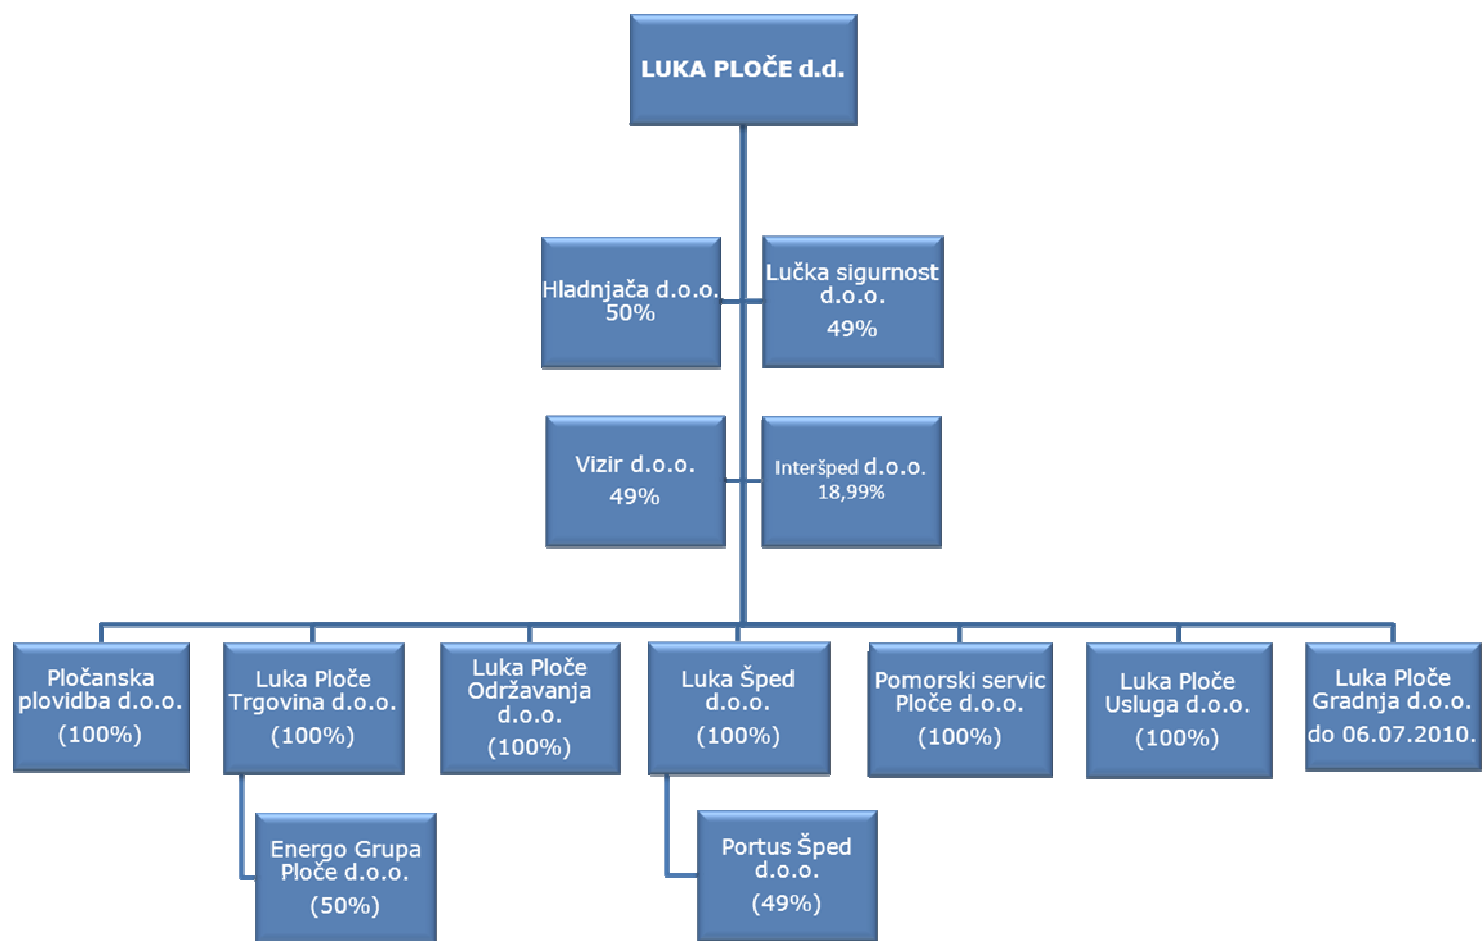 LUKA PLOČE d.d.
Hladnjača d.o.o.
50%
Lučka sigurnost
d.o.o.
49%
Vizir d.o.o.
49%
Interšped d.o.o.
18,99%
Pločanska
plovidba d.o.o.
(100%)
Luka Ploče
Trgovina d.o.o.
(100%)
Luka Ploče
Održavanja
d.o.o.
(100%)
Luka Šped
d.o.o.
(100%)
Pomorski servic
Ploče d.o.o.
(100%)
Luka Ploče
Usluga d.o.o.
(100%)
Luka Ploče
Gradnja d.o.o.
do 06.07.2010.
Energo Grupa
Ploče d.o.o.
(50%)
Portus Šped
d.o.o.
(49%)